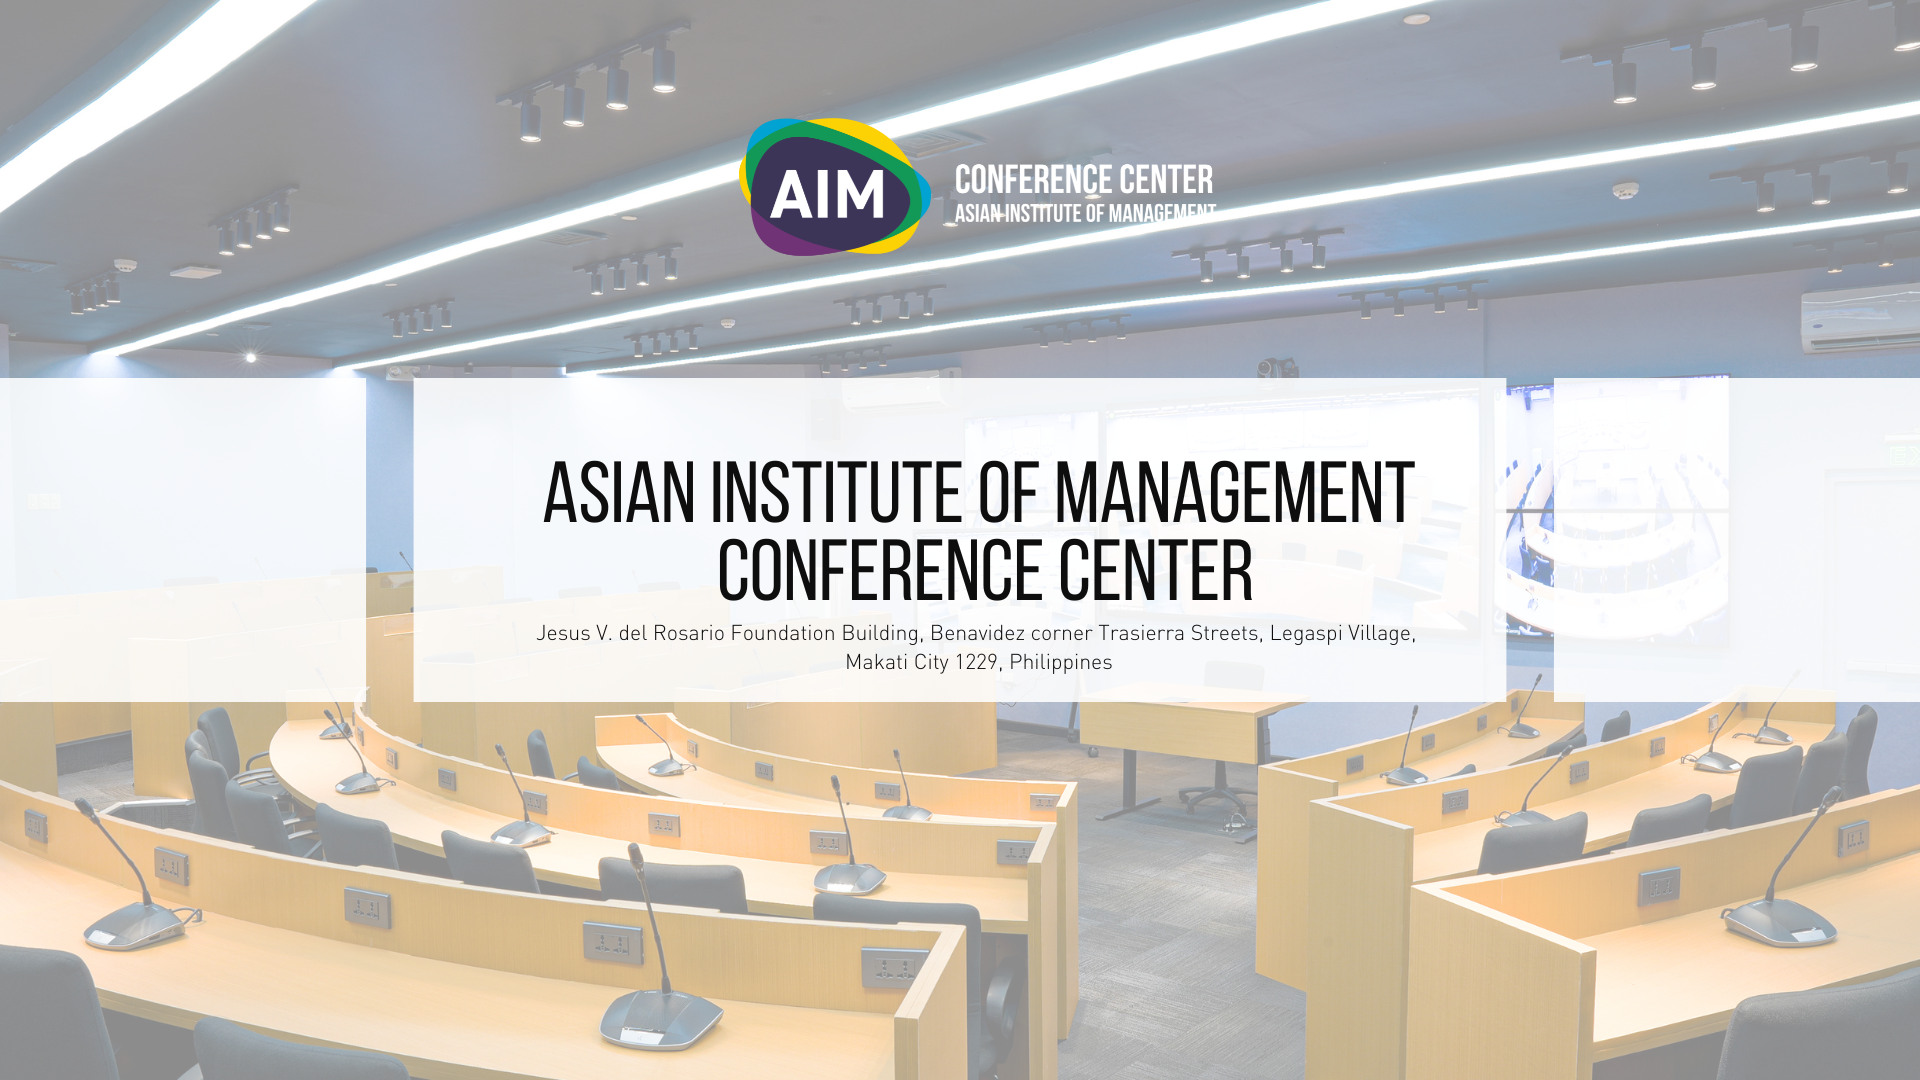 AIM
CONFERENCE CENTER
ASIAN INSTITUTE OF MANAGEMENT
ASIAN INSTITUTE OF MANAGEMENT
CONFERENCE CENTER
Jesus V. del Rosario Foundation Building, Benavidez corner Trasierra Streets, Legaspi Village,
Makati City 1229, Philippines